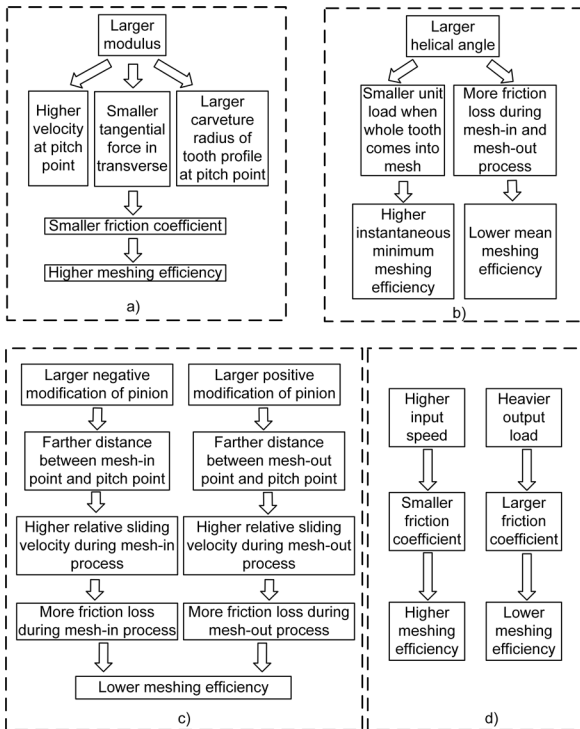 Larger
modulus
Higher
velocity
at pitch
point
Smaller
tangential
force in
transverse
Larger
carveture
radius of
tooth profile
at pitch point
Smaller friction coefficient
Higher meshing efficiency
a)
Larger
helical angle
Smaller unit
load when
whole tooth
comes into
mesh
More friction
loss during
mesh-in and
mesh-out
process
Higher
instantaneous
minimum
meshing
efficiency
Lower mean
meshing
efficiency
b)
Larger negative
modification of pinion
Larger positive
modification of pinion
Farther distance
between mesh-in
point and pitch point
Farther distance
between mesh-out
point and pitch point
Higher relative sliding
velocity during mesh-in
process
Higher relative sliding
velocity during mesh-out
process
More friction loss
during mesh-in process
More friction loss during
mesh-out process
Lower meshing efficiency
c)
Higher
input
speed
Heavier
output
load
Smaller
friction
coefficient
Larger
friction
coefficient
Higher
meshing
efficiency
Lower
meshing
efficiency
d)